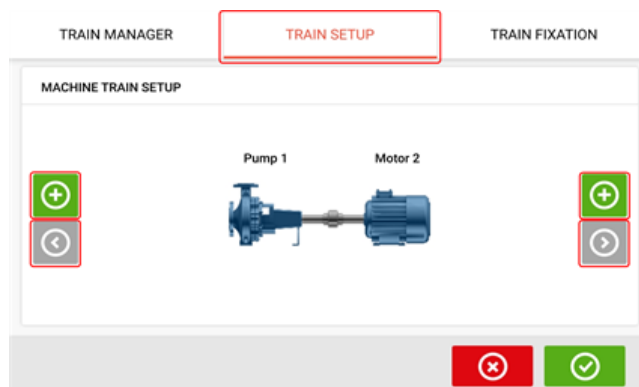 TRAIN MANAGER TRAIN SETUP TRAIN FIXATION
MACHINE TRAIN SETUP
Pump 1 Motor 2